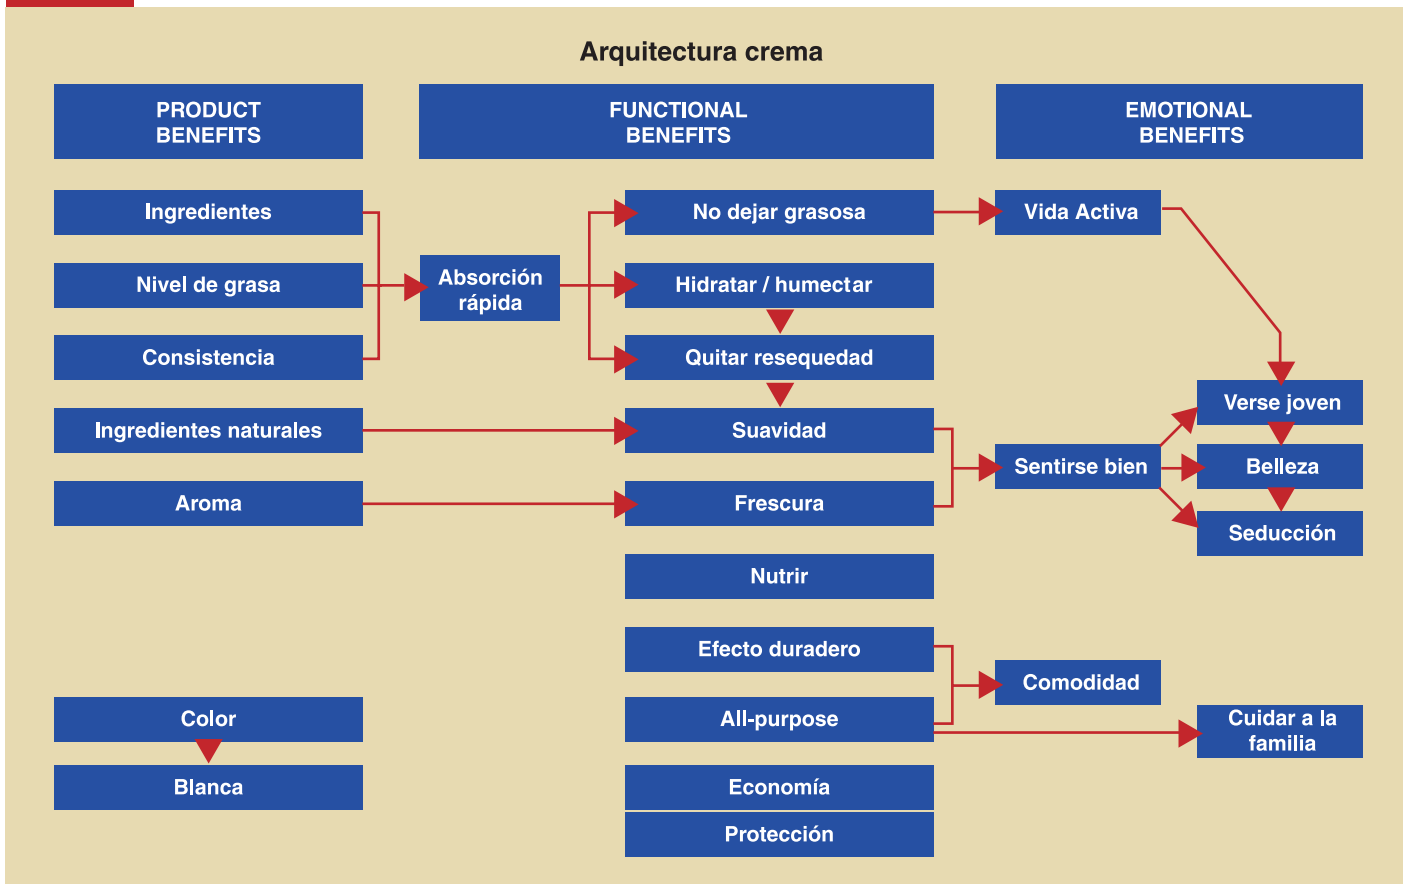 Arquitectura crema
PRODUCT
BENEFITS
FUNCTIONAL
BENEFITS
EMOTIONAL
BENEFITS
Ingredientes
No dejar grasosa
Vida Activa
Nivel de grasa
Absorción
rápida
Hidratar / humectar
Consistencia
Quitar resequedad
Verse joven
Ingredientes naturales
Suavidad
Sentirse bien
Belleza
Aroma
Frescura
Seducción
Nutrir
Efecto duradero
Comodidad
Color
All-purpose
Cuidar a la
familia
Blanca
Economía
Protección